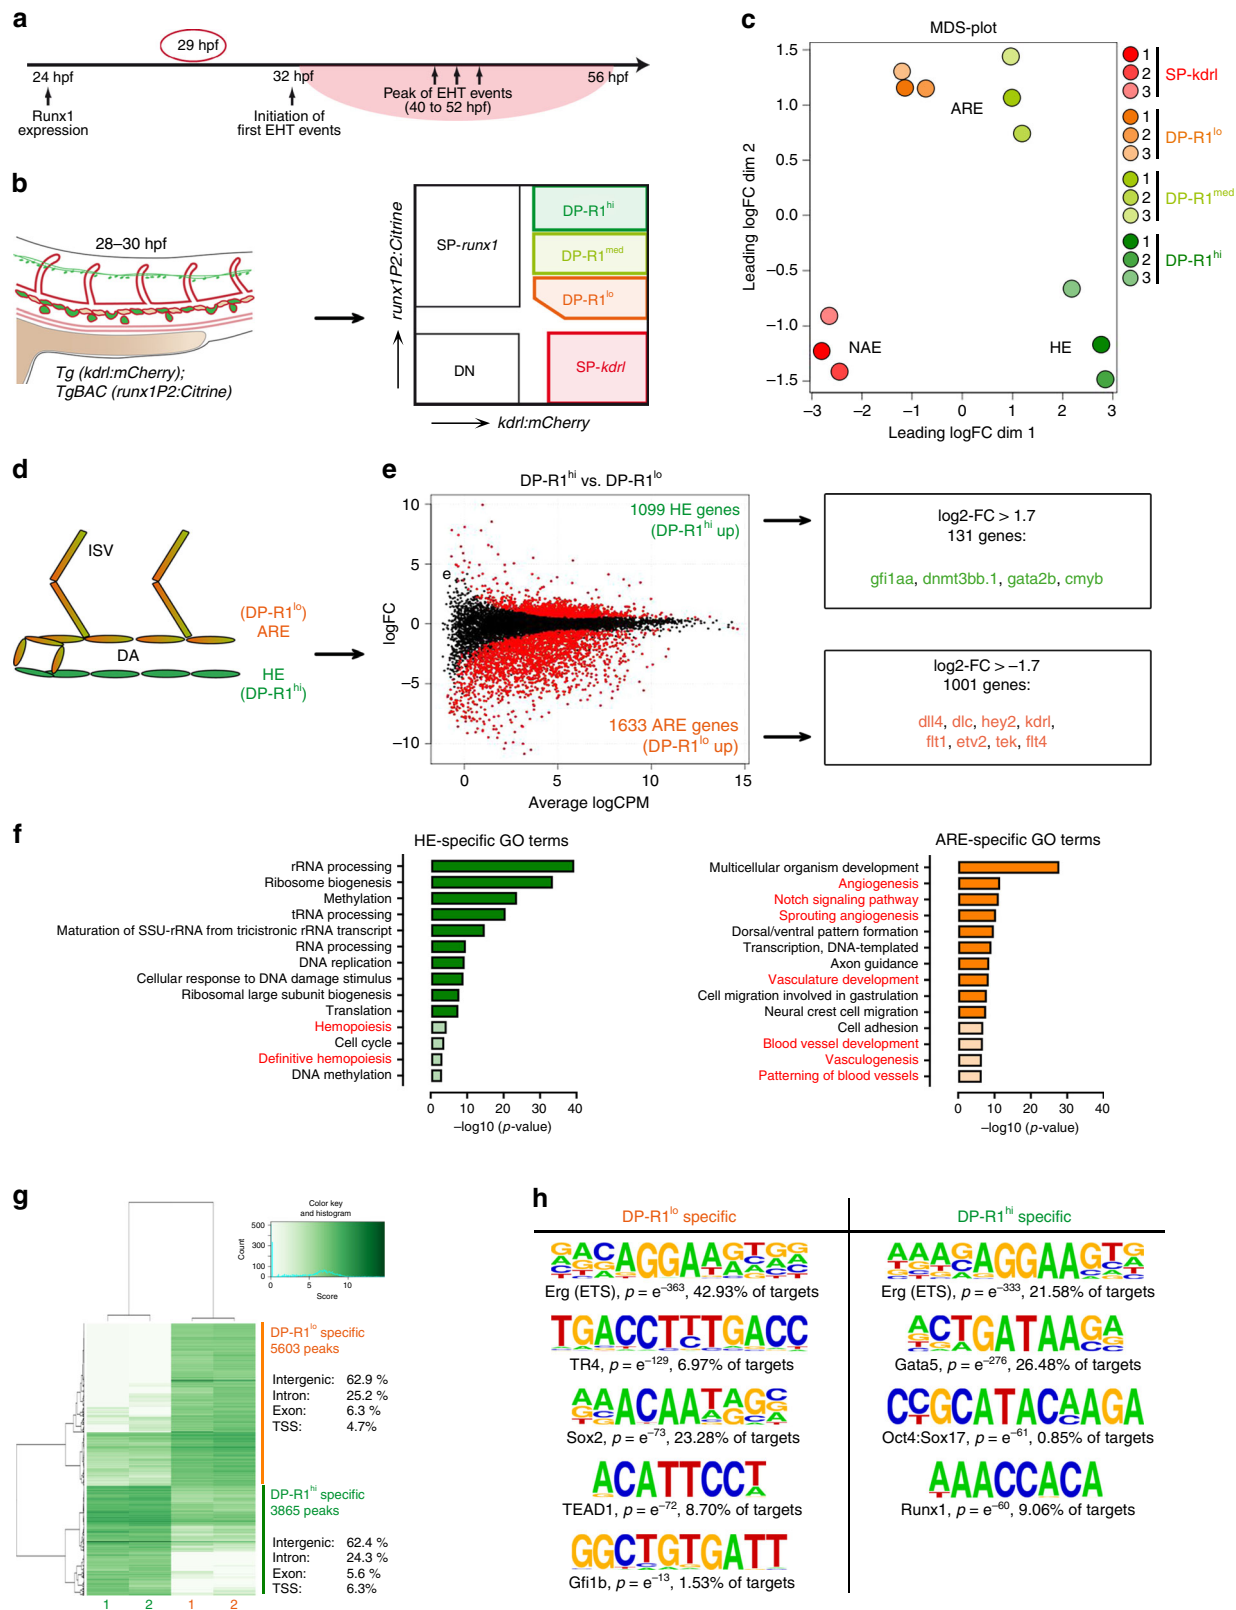 a
29 hpf
24 hpf
32 hpf
56 hpf
Runx1
expression
Initiation of
first EHT events
Peak of EHT events
(40 to 52 hpf)
b
28–30 hpf
Tg (kdrl:mCherry);
TgBAC (runx1P2:Citrine)
runx1P2:Citrine
SP-runx1
DP-R1hi
DP-R1med
DP-R1lo
DN
SP-kdrl
kdrl:mCherry
c
MDS-plot
Leading logFC dim 2
1.5
1.0
0.5
0.0
−0.5
−1.0
−1.5
ARE
NAE
HE
−3 −2 −1 0 1 2 3
Leading logFC dim 1
1
2
3
SP-kdrl
1
2
3
DP-R1lo
1
2
3
DP-R1med
1
2
3
DP-R1hi
d
ISV
(DP-R1lo)
ARE
DA
HE
(DP-R1hi)
e
DP-R1hi vs. DP-R1lo
logFC
10
5
0
−5
−10
e
1099 HE genes
(DP-R1hi up)
1633 ARE genes
(DP-R1lo up)
0 5 10 15
Average logCPM
log2-FC > 1.7
131 genes:
gfi1aa, dnmt3bb.1, gata2b, cmyb
log2-FC > −1.7
1001 genes:
dll4, dlc, hey2, kdrl,
flt1, etv2, tek, flt4
f
HE-specific GO terms
rRNA processing
Ribosome biogenesis
Methylation
tRNA processing
Maturation of SSU-rRNA from tricistronic rRNA transcript
RNA processing
DNA replication
Cellular response to DNA damage stimulus
Ribosomal large subunit biogenesis
Translation
Hemopoiesis
Cell cycle
Definitive hemopoiesis
DNA methylation
0 10 20 30 40
−log10 (p-value)
ARE-specific GO terms
Multicellular organism development
Angiogenesis
Notch signaling pathway
Sprouting angiogenesis
Dorsal/ventral pattern formation
Transcription, DNA-templated
Axon guidance
Vasculature development
Cell migration involved in gastrulation
Neural crest cell migration
Cell adhesion
Blood vessel development
Vasculogenesis
Patterning of blood vessels
0 10 20 30 40
−log10 (p-value)
g
Color key
and histogram
Count
500
300
100
0
0 5 10
Score
DP-R1lo specific
5603 peaks
Intergenic: 62.9 %
Intron: 25.2 %
Exon: 6.3 %
TSS: 4.7%
DP-R1hi specific
3865 peaks
Intergenic: 62.4 %
Intron: 24.3 %
Exon: 5.6 %
TSS: 6.3%
1 2 1 2
h
DP-R1lo specific
Erg (ETS), p = e−363, 42.93% of targets
TGACCTTTGACC
TR4, p = e−129, 6.97% of targets
Sox2, p = e−73, 23.28% of targets
ACATTCCT
TEAD1, p = e−72, 8.70% of targets
GGCTGTGATT
Gfi1b, p = e−13, 1.53% of targets
DP-R1hi specific
Erg (ETS), p = e−333, 21.58% of targets
Gata5, p = e−276, 26.48% of targets
CCGCATACAAGA
Oct4:Sox17, p = e−61, 0.85% of targets
AAACCACA
Runx1, p = e−60, 9.06% of targets